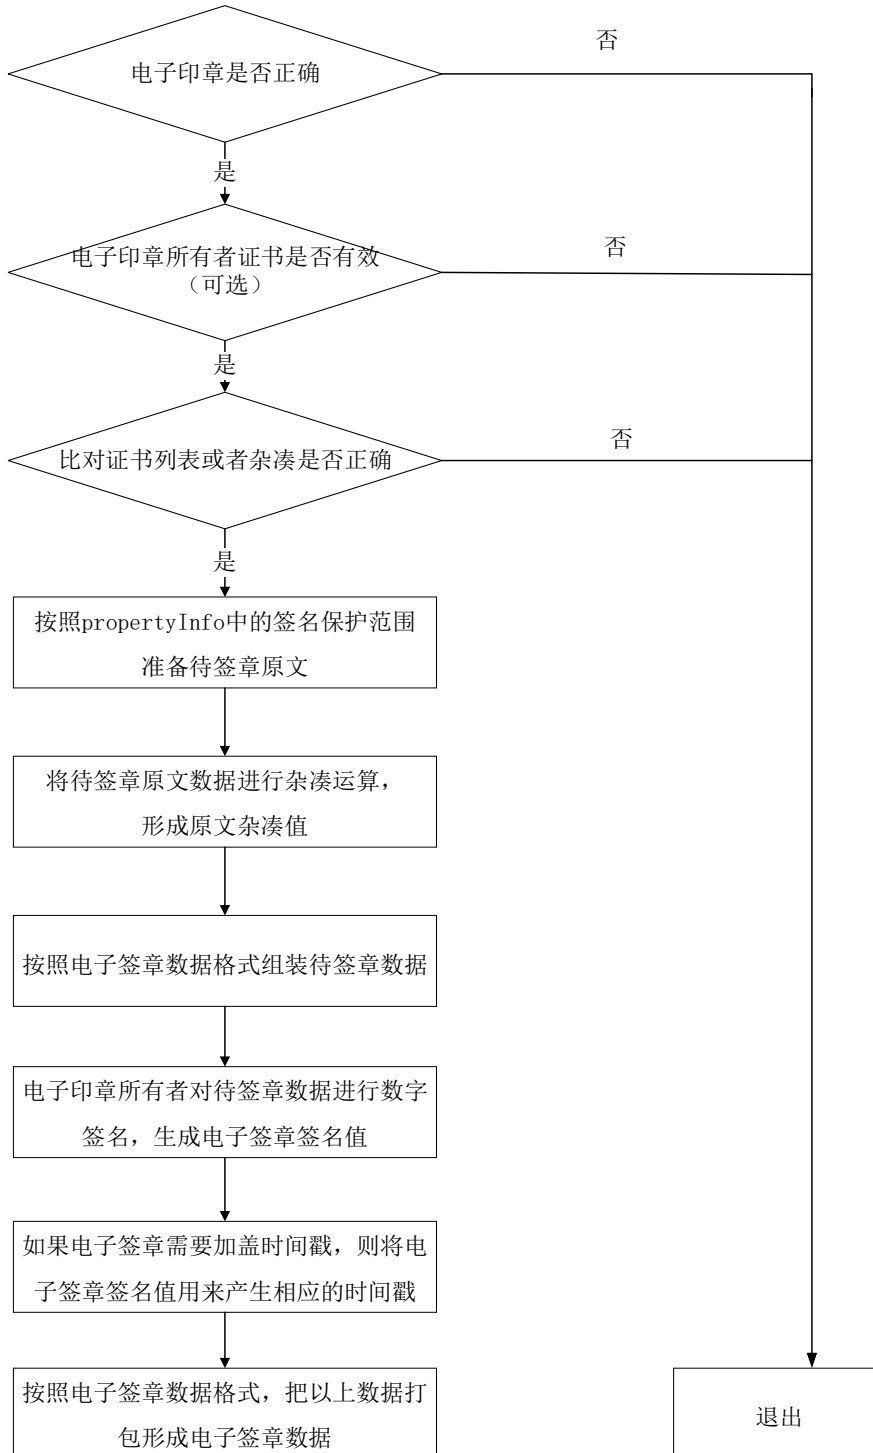 否
电子印章是否正确
是
电子印章所有者证书是否有效
（可选）
否
是
比对证书列表或者杂凑是否正确
否
是
按照propertyInfo中的签名保护范围
准备待签章原文
将待签章原文数据进行杂凑运算，
形成原文杂凑值
按照电子签章数据格式组装待签章数据
电子印章所有者对待签章数据进行数字
签名，生成电子签章签名值
如果电子签章需要加盖时间戳，则将电
子签章签名值用来产生相应的时间戳
按照电子签章数据格式，把以上数据打
包形成电子签章数据
退出